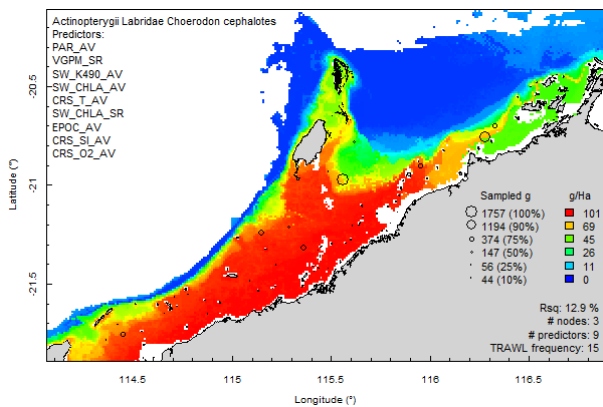 Actinopterygii Labridae Choerodon cephalotes
Predictors:
PAR_AV
VGPM_SR
SW_K490_AV
SW_CHLA_AV
CRS_T_AV
SW_CHLA_SR
EPOC_AV
CRS_SI_AV
CRS_O2_AV
-20.5
-21
-21.5
Latitude (°)
Sampled g
1757 (100%)
1194 (90%)
374 (75%)
147 (50%)
56 (25%)
44 (10%)
g/Ha
101
69
45
26
11
0
Rsq: 12.9 %
# nodes: 3
# predictors: 9
TRAWL frequency: 15
114.5 115 115.5 116 116.5
Longitude (°)